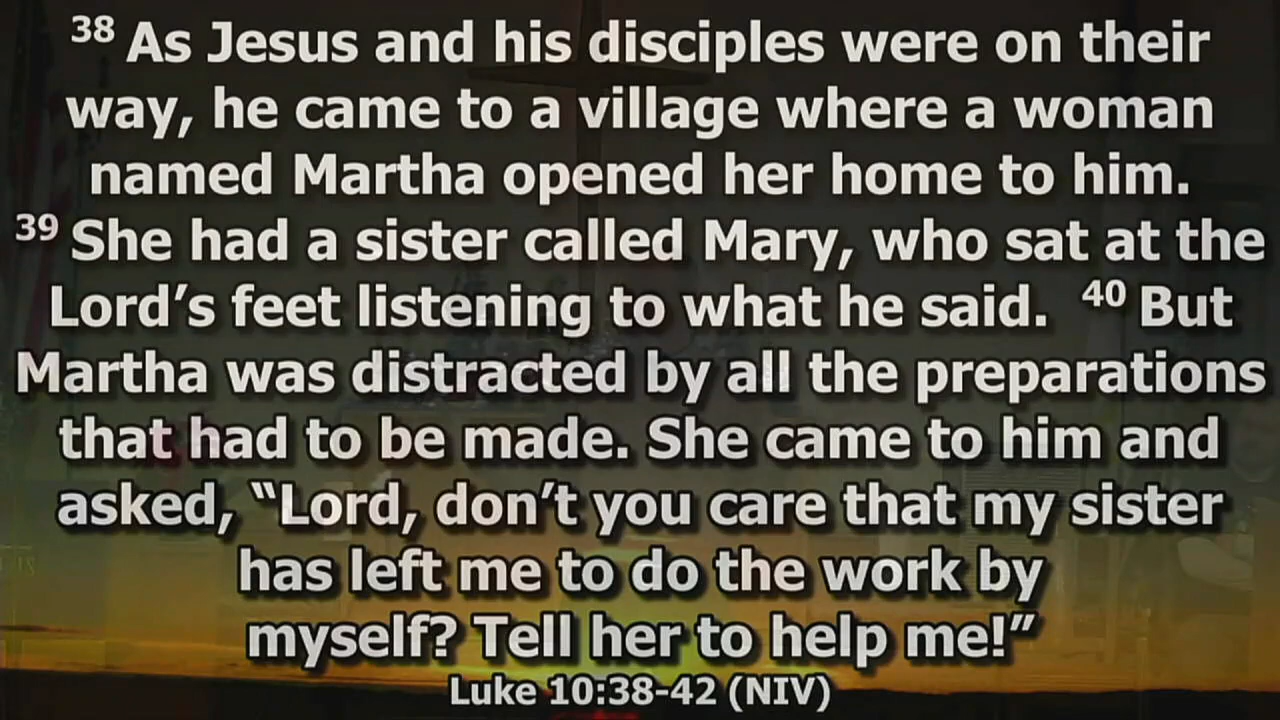 38 As Jesus and his disciples were on their
way, he came to a village where a woman
named Martha opened her home to him.
39 She had a sister called Mary, who sat at the
Lord’s feet listening to what he said. 40 But
Martha was distracted by all the preparations
that had to be made. She came to him and
asked, “Lord, don’t you care that my sister
has left me to do the work by
myself? Tell her to help me!”
Luke 10:38-42 (NIV)